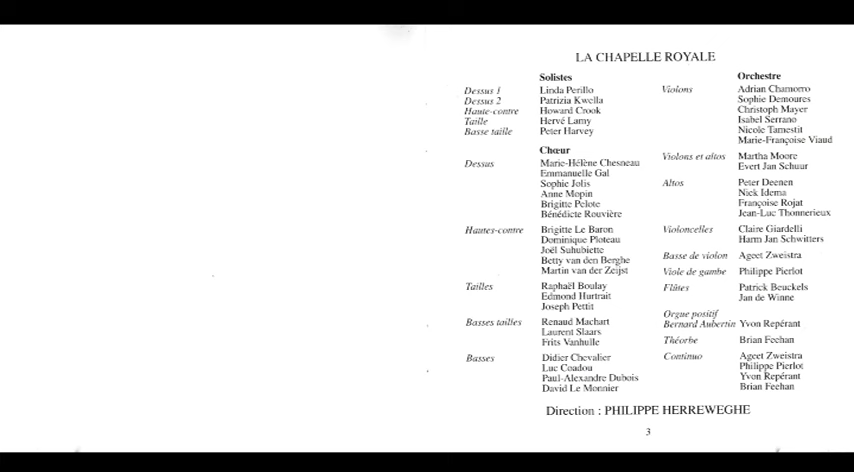 LA CHAPELLE ROYALE
Solistes
Dessus 1 Linda Perillo
Dessus 2 Patrizia Kwella
Haute-contre Howard Crook
Taille Hervé Lamy
Basse taille Peter Harvey
Chœur
Dessus Marie-Hélène Chesneau
Emmanuelle Gal
Sophie Jolis
Anne Mopin
Brigitte Pelote
Bénédicte Rouvière
Hautes-contre Brigitte Le Baron
Dominique Ploteau
Joël Suhubiette
Betty van den Berghe
Martin van der Zeijst
Tailles Raphaël Boulay
Edmond Hurtrait
Joseph Pettit
Basses tailles Renaud Machart
Laurent Slaars
Frits Vanhulle
Basses Didier Chevalier
Luc Coadou
Paul-Alexandre Dubois
David Le Monnier
Orchestre
Violons Adrian Chamorro
Sophie Demoures
Christoph Mayer
Isabel Serrano
Nicole Tamestit
Marie-Françoise Viaud
Violons et altos Martha Moore
Evert Jan Schuur
Altos Peter Deenen
Niek Idema
Françoise Rojat
Jean-Luc Thonnerieux
Violoncelles Claire Giardelli
Harm Jan Schwitters
Basse de violon Ageet Zweistra
Viole de gambe Philippe Pierlot
Flûtes Patrick Beuckels
Jan de Winne
Orgue positif
Bernard Aubertin Yvon Repérant
Théorbe Brian Feehan
Continuo Ageet Zweistra
Philippe Pierlot
Yvon Repérant
Brian Feehan
Direction : PHILIPPE HERREWEGHE
3